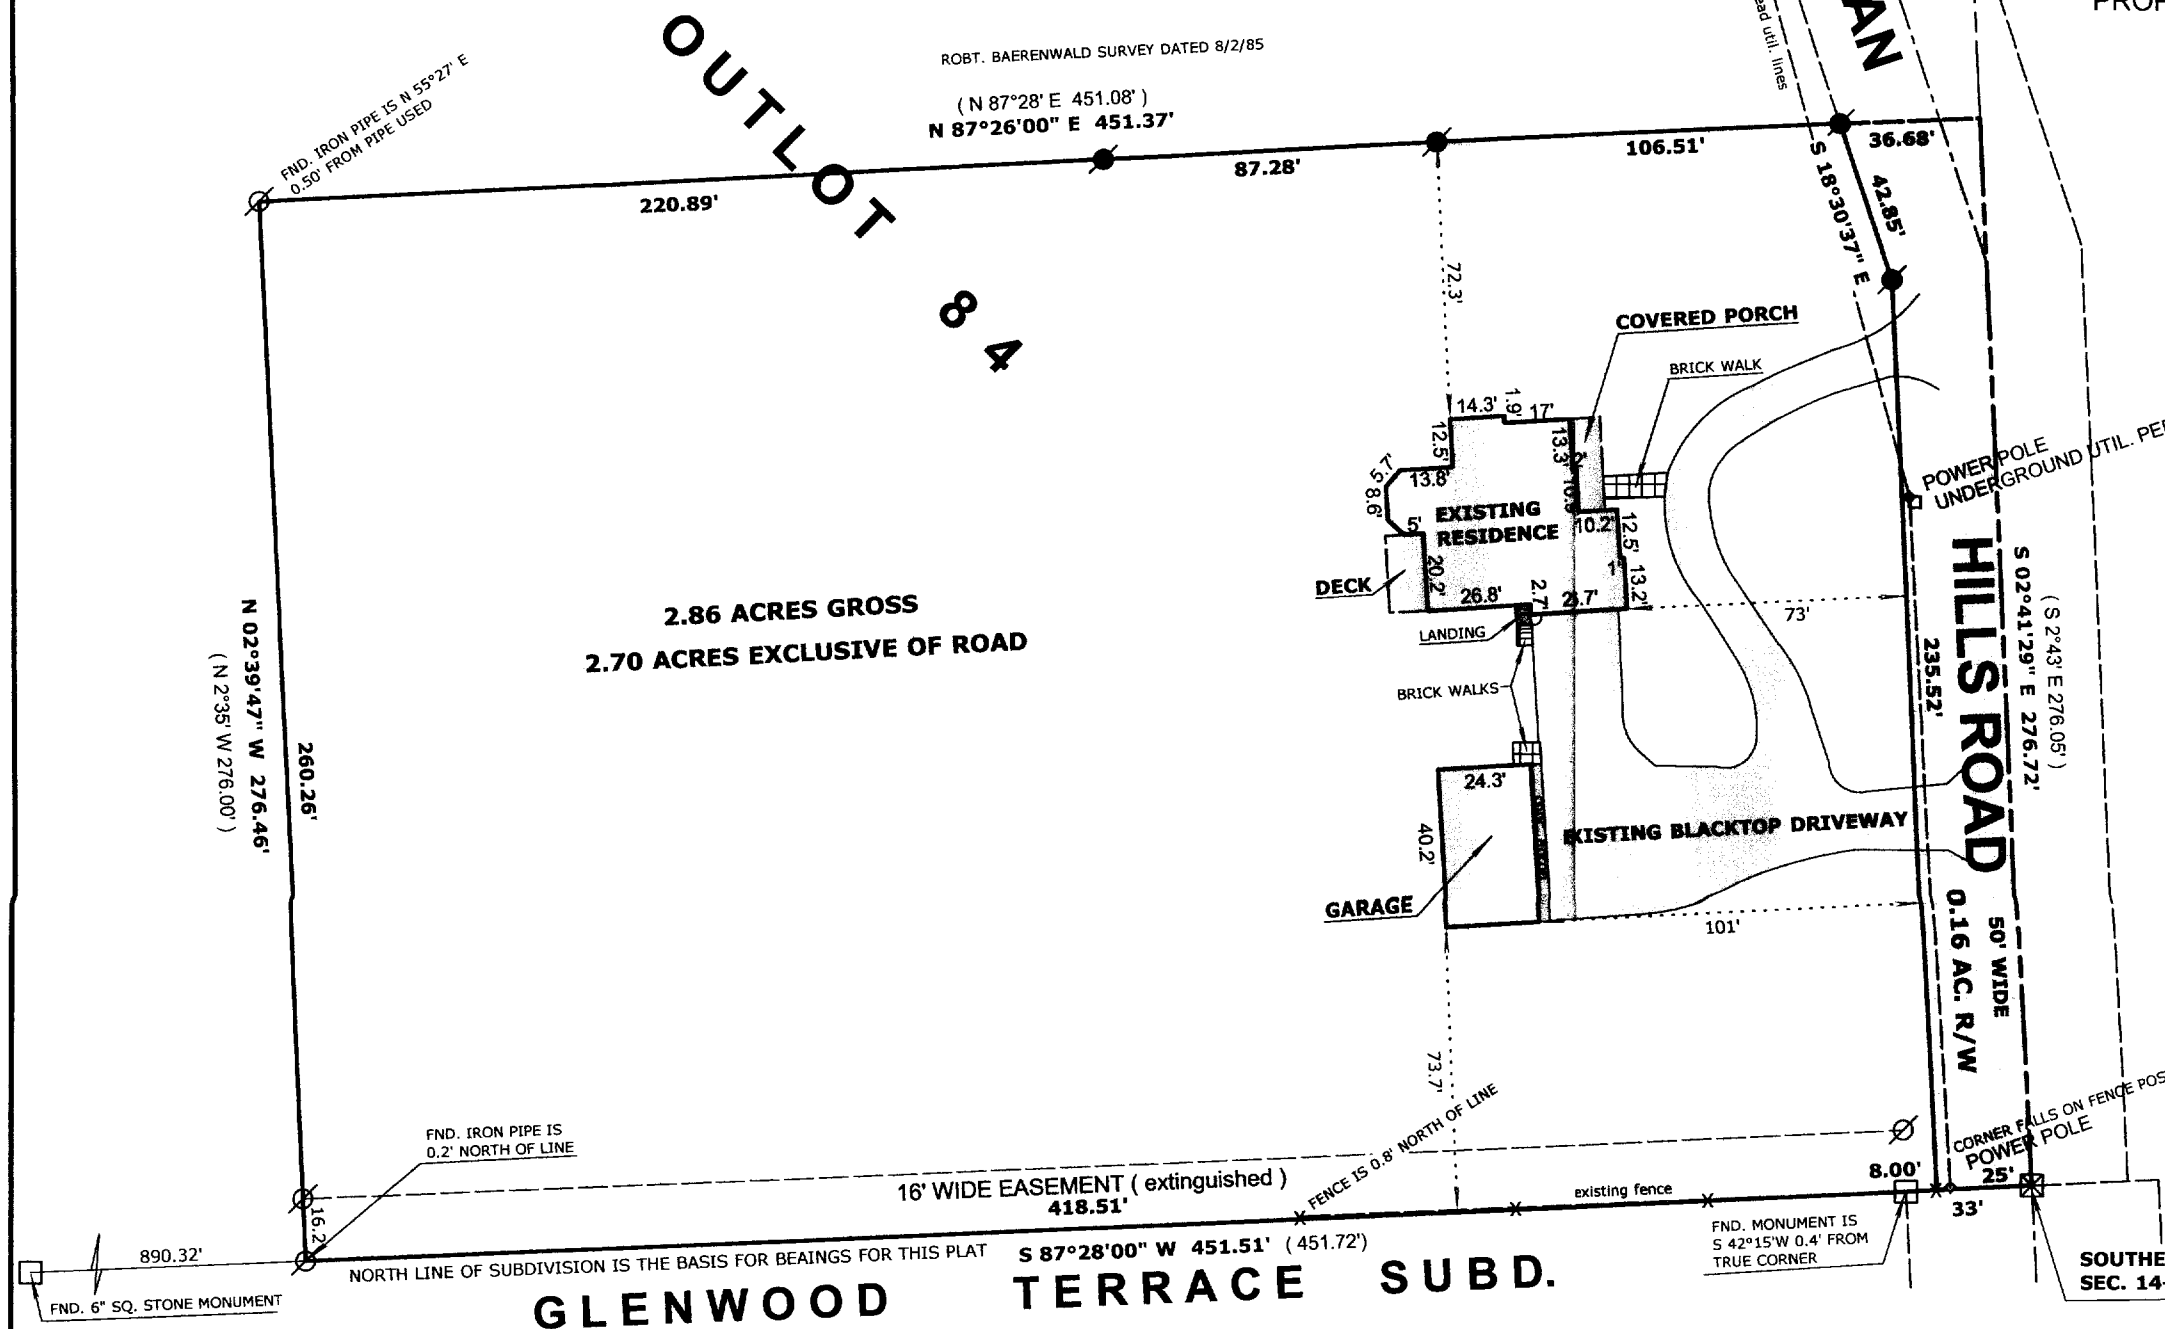 PROP
AN
ead util. lines
OUTLOT 84
ROBT. BAERENWALD SURVEY DATED 8/2/85
( N 87°28' E 451.08' )
N 87°26'00" E 451.37'
FND. IRON PIPE IS N 55°27' E
0.50' FROM PIPE USED
220.89'
87.28'
106.51'
36.68'
S 18°30'37" E
42.85'
72.3'
COVERED PORCH
BRICK WALK
14.3'
1.9'
17'
12.5'
13.3'
2'
5.7'
13.8'
8.6'
5'
EXISTING
RESIDENCE
10.2'
12.5'
1'
13.2'
DECK
20.2'
26.8'
2.7'
LANDING
73'
BRICK WALKS
POWER POLE
UNDERGROUND UTIL. PE
HILLS ROAD
S 02°41'29" E 276.72'
( S 2°43'E 276.05' )
235.52'
2.86 ACRES GROSS
2.70 ACRES EXCLUSIVE OF ROAD
N 02°39'47" W 276.46'
( N 2°35' W 276.00' )
260.26'
24.3'
40.2'
EXISTING BLACKTOP DRIVEWAY
GARAGE
101'
50' WIDE
0.16 AC. R/W
73.7'
FENCE IS 0.8' NORTH OF LINE
CORNER FALLS ON FENCE POS
POWER POLE
FND. IRON PIPE IS
0.2' NORTH OF LINE
16' WIDE EASEMENT ( extinguished )
418.51'
existing fence
8.00'
25'
33'
16.2
890.32'
NORTH LINE OF SUBDIVISION IS THE BASIS FOR BEAINGS FOR THIS PLAT
S 87°28'00" W 451.51' ( 451.72')
FND. MONUMENT IS
S 42°15'W 0.4' FROM
TRUE CORNER
FND. 6" SQ. STONE MONUMENT
GLENWOOD TERRACE SUBD.
SOUTHE
SEC. 14-